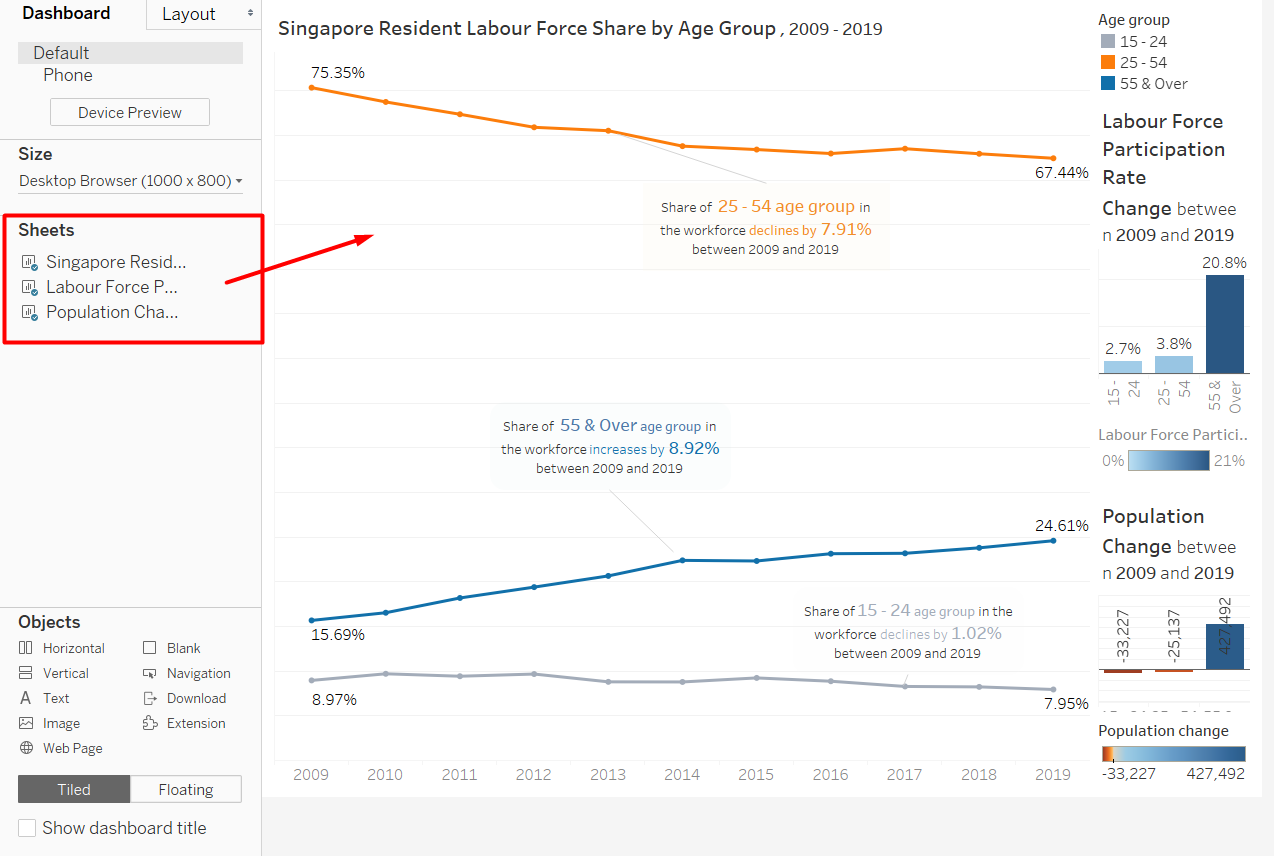 Dashboard
Layout
Default
Phone
Device Preview
Size
Desktop Browser (1000 x 800)
Sheets
Singapore Resid...
Labour Force P...
Population Cha...
Objects
Horizontal
Blank
Vertical
Navigation
A Text
Download
Image
Extension
Web Page
Tiled
Floating
Show dashboard title
Singapore Resident Labour Force Share by Age Group , 2009 - 2019
75.35%
67.44%
Share of 25 - 54 age group in
the workforce declines by 7.91%
between 2009 and 2019
Share of 55 & Over age group in
the workforce increases by 8.92%
between 2009 and 2019
24.61%
15.69%
Share of 15 - 24 age group in the
workforce declines by 1.02%
between 2009 and 2019
8.97%
7.95%
2009 2010 2011 2012 2013 2014 2015 2016 2017 2018 2019
Age group
15 - 24
25 - 54
55 & Over
Labour Force
Participation
Rate
Change betwee
n 2009 and 2019
20.8%
3.8%
2.7%
15 -
24
25 -
54
55 &
Over
Labour Force Partici..
0%
21%
Population
Change betwee
n 2009 and 2019
-33,227
-25,137
427,492
Population change
-33,227
427,492